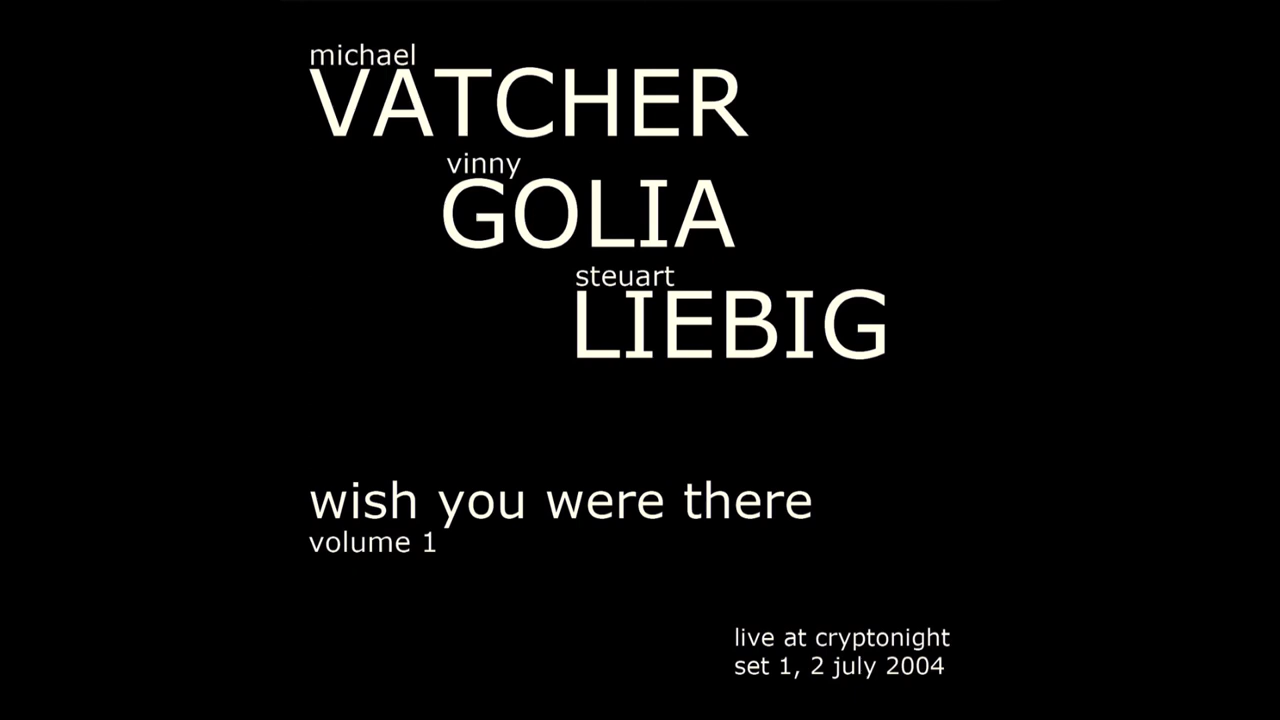 michael
VATCHER
vinny
GOLIA
steuart
LIEBIG
wish you were there
volume 1
live at cryptonight
set 1, 2 july 2004